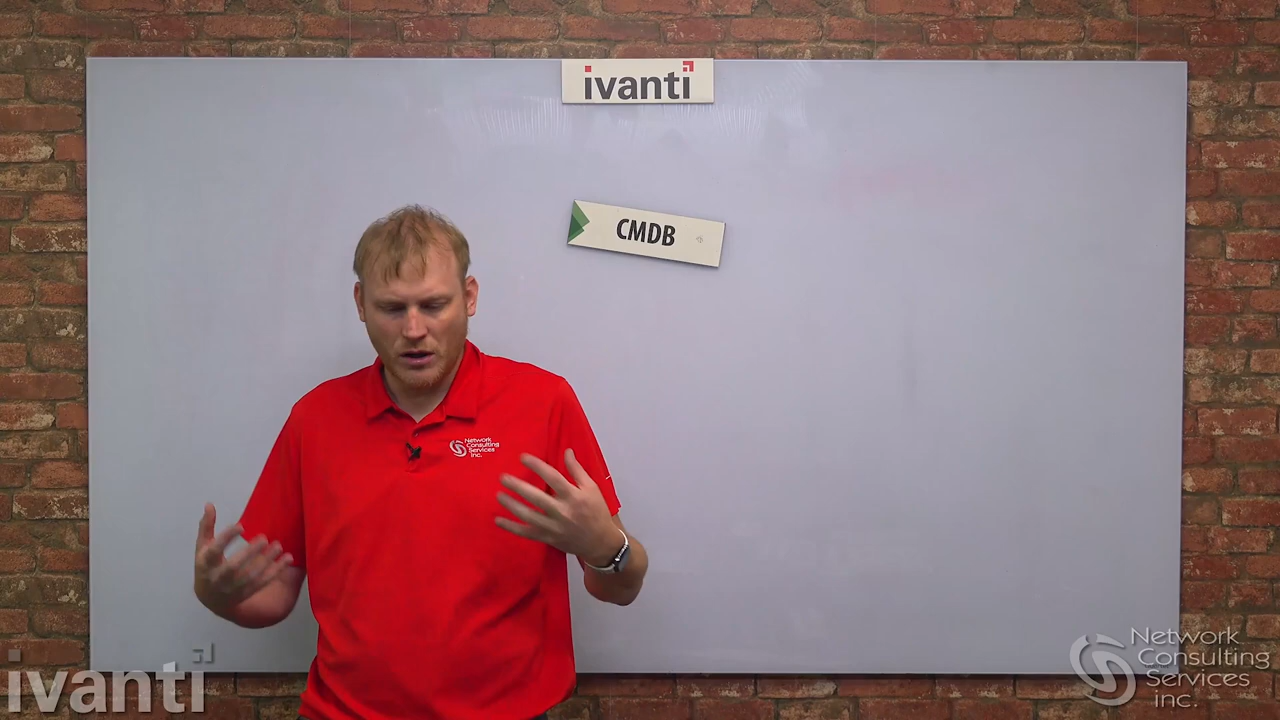 ivanti
CMDB
Network
Consulting
Services
Inc.
ivanti
Network
Consulting
Services
inc.